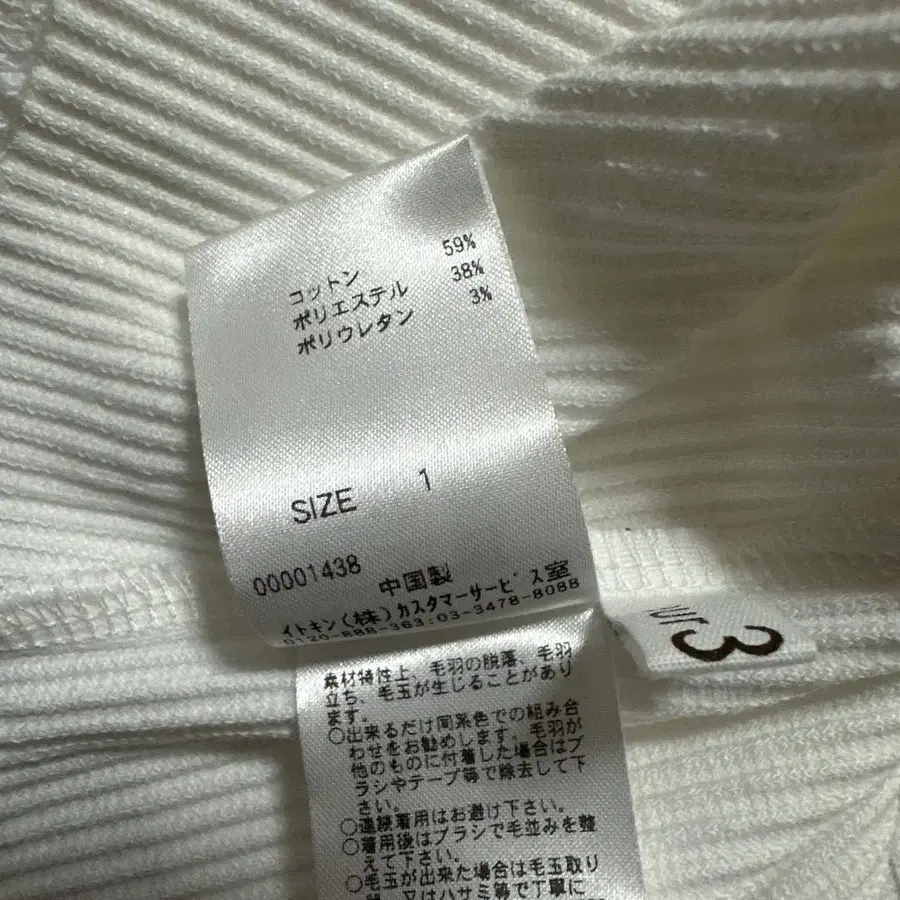 コットン 59%
ポリエステル 38%
ポリウレタン 3%
SIZE 1
00001438 中国製
イトキン(株)カスタマーサービス室
0120-888-363:03-3478-8088
3
素材特性上、毛羽の脱落、毛羽
立ち、毛玉が生じることがあり
ます。
○出来るだけ同系色での組み合
わせをお勧めします。毛羽が
他のものに付着した場合はブ
ラシやテープ等で除去して下
さい。
○連続着用はお避け下さい。
○着用後はブラシで毛並みを整
えて下さい。
○毛玉が出来た場合は毛玉取り
器、又はハサミ等で丁寧に